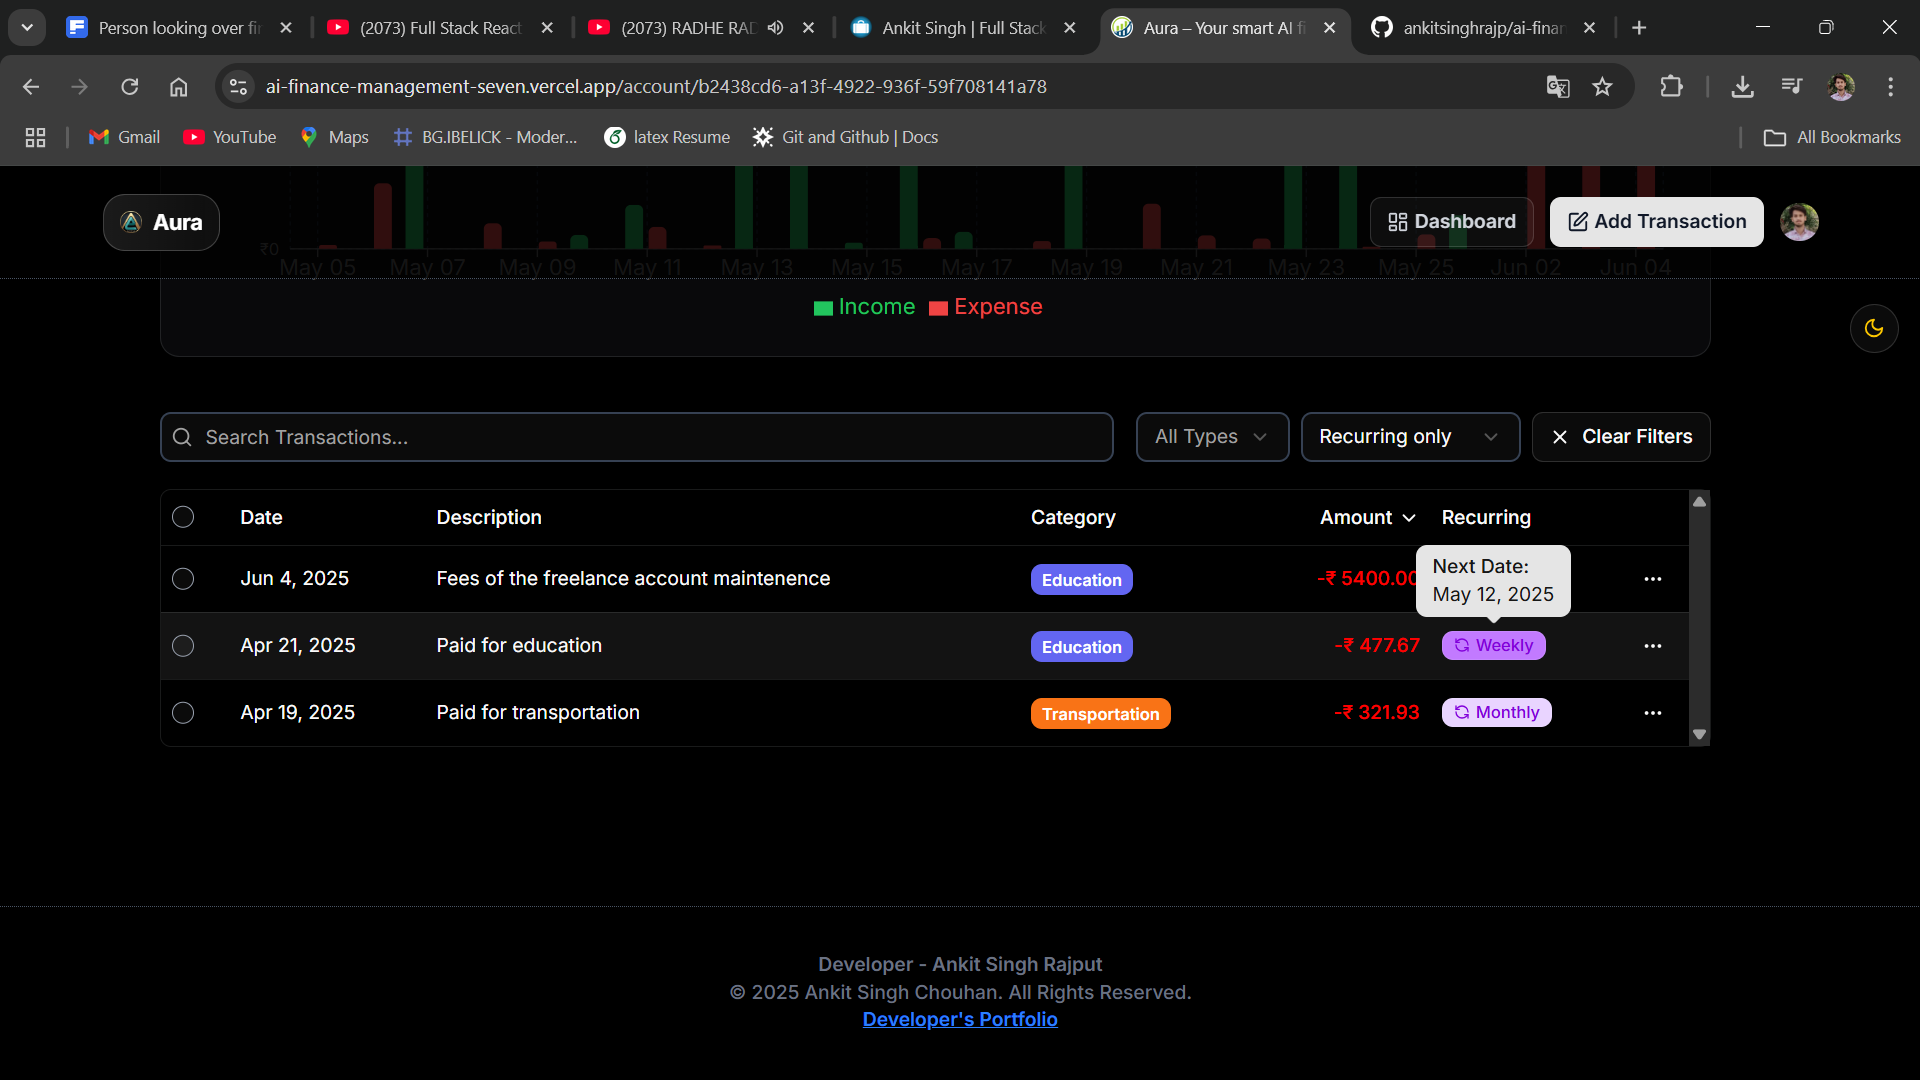 Person looking over fi
(2073) Full Stack React
(2073) RADHE RAD
Ankit Singh | Full Stack
Aura – Your smart AI fi
ankitsinghrajp/ai-finan
ai-finance-management-seven.vercel.app/account/b2438cd6-a13f-4922-936f-59f708141a78
Gmail
YouTube
Maps
BG.IBELICK - Moder...
latex Resume
Git and Github | Docs
All Bookmarks
Aura
Dashboard
Add Transaction
₹0
May 05 May 07 May 09 May 11 May 13 May 15 May 17 May 19 May 21 May 23 May 25 Jun 02 Jun 04
Income Expense
Search Transactions...
All Types
Recurring only
Clear Filters
Date Description Category Amount Recurring
Next Date:
May 12, 2025
Jun 4, 2025 Fees of the freelance account maintenence Education -₹ 5400.00
Apr 21, 2025 Paid for education Education -₹ 477.67 Weekly
Apr 19, 2025 Paid for transportation Transportation -₹ 321.93 Monthly
Developer - Ankit Singh Rajput
© 2025 Ankit Singh Chouhan. All Rights Reserved.
Developer's Portfolio